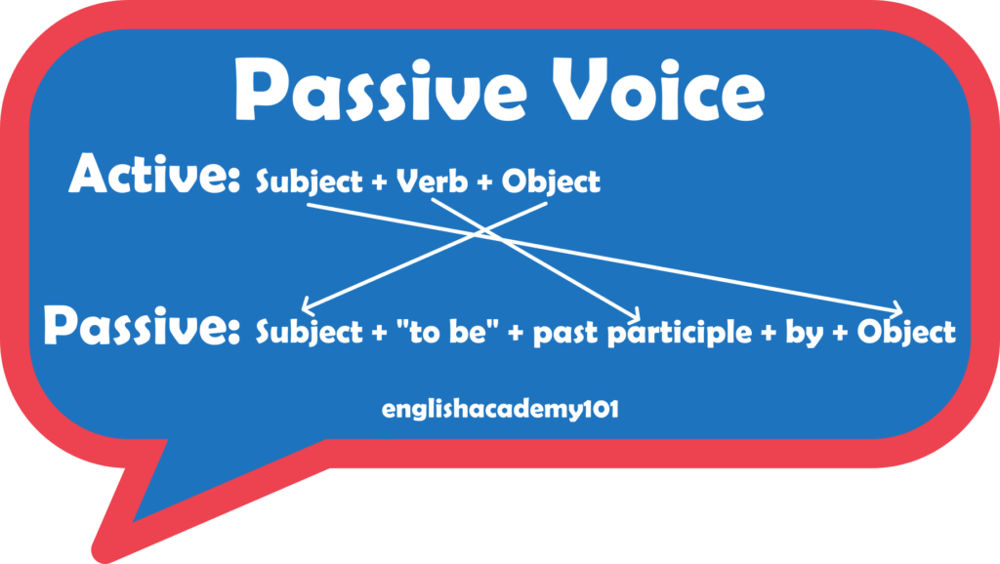 Passive Voice
Active: Subject + Verb + Object
Passive: Subject + "to be" + past participle + by + Object
englishacademy101